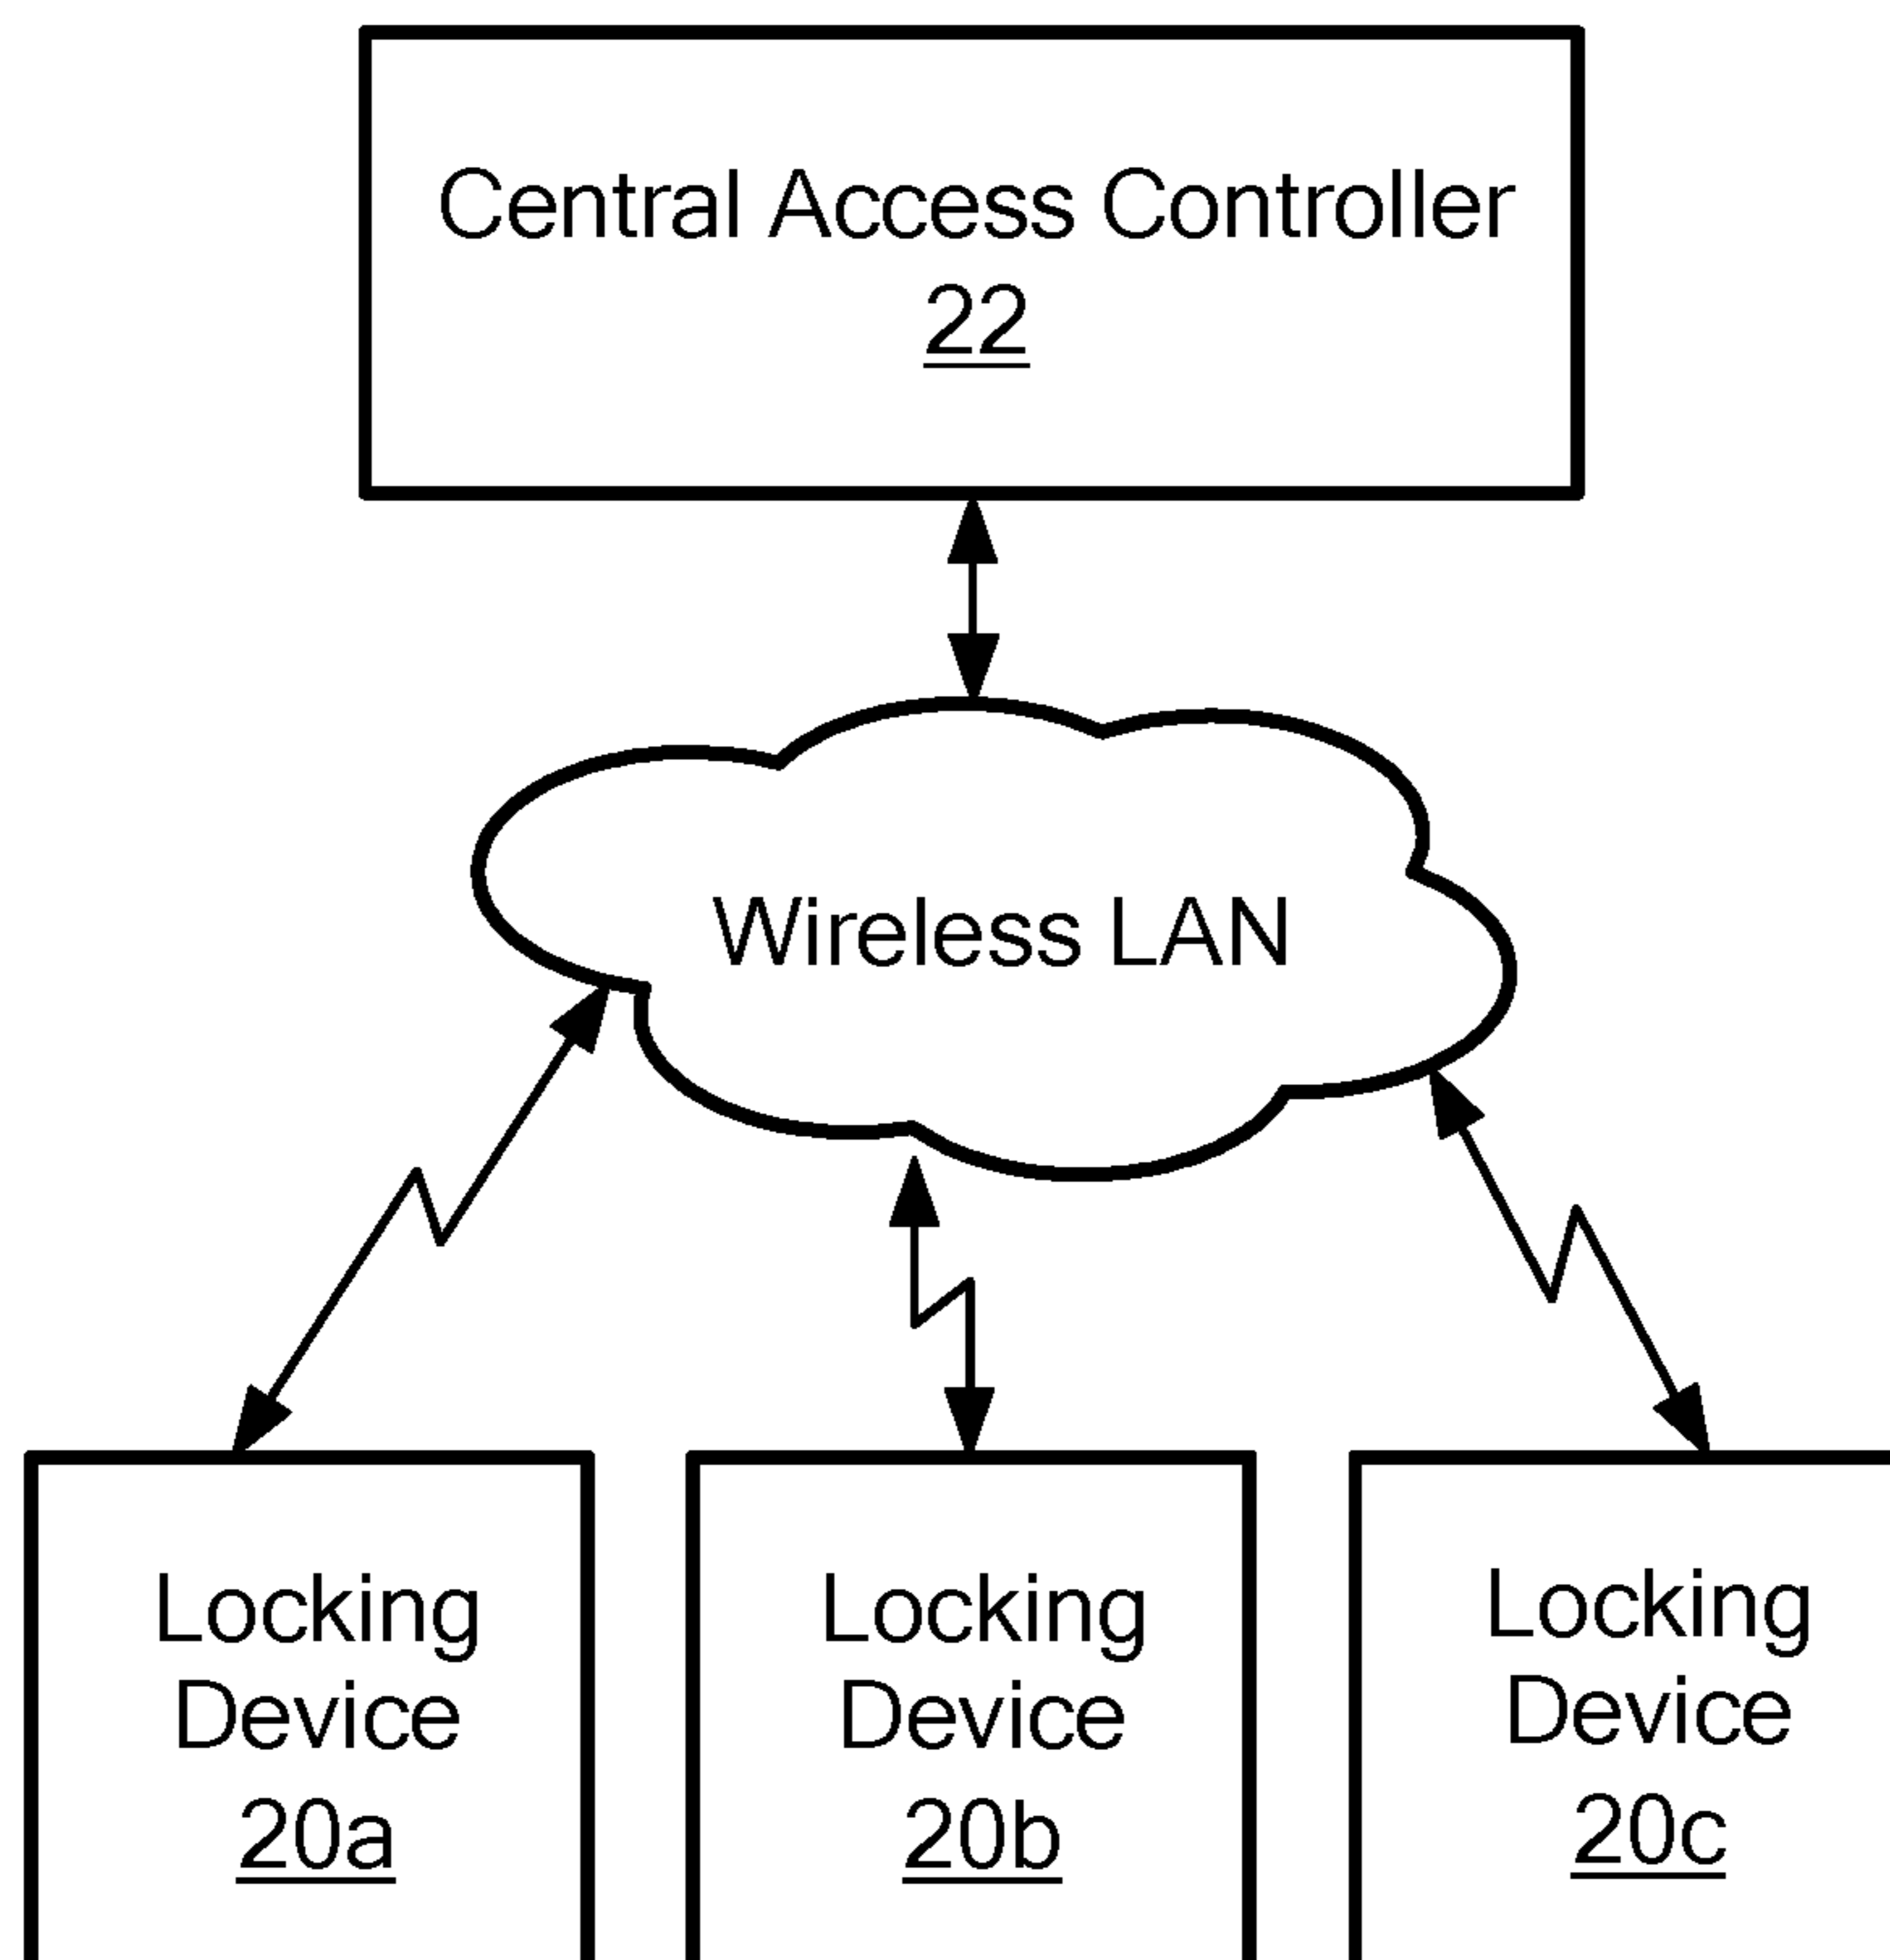 Central Access Controller
22
Wireless LAN
Locking
Device
20a
Locking
Device
20b
Locking
Device
20c